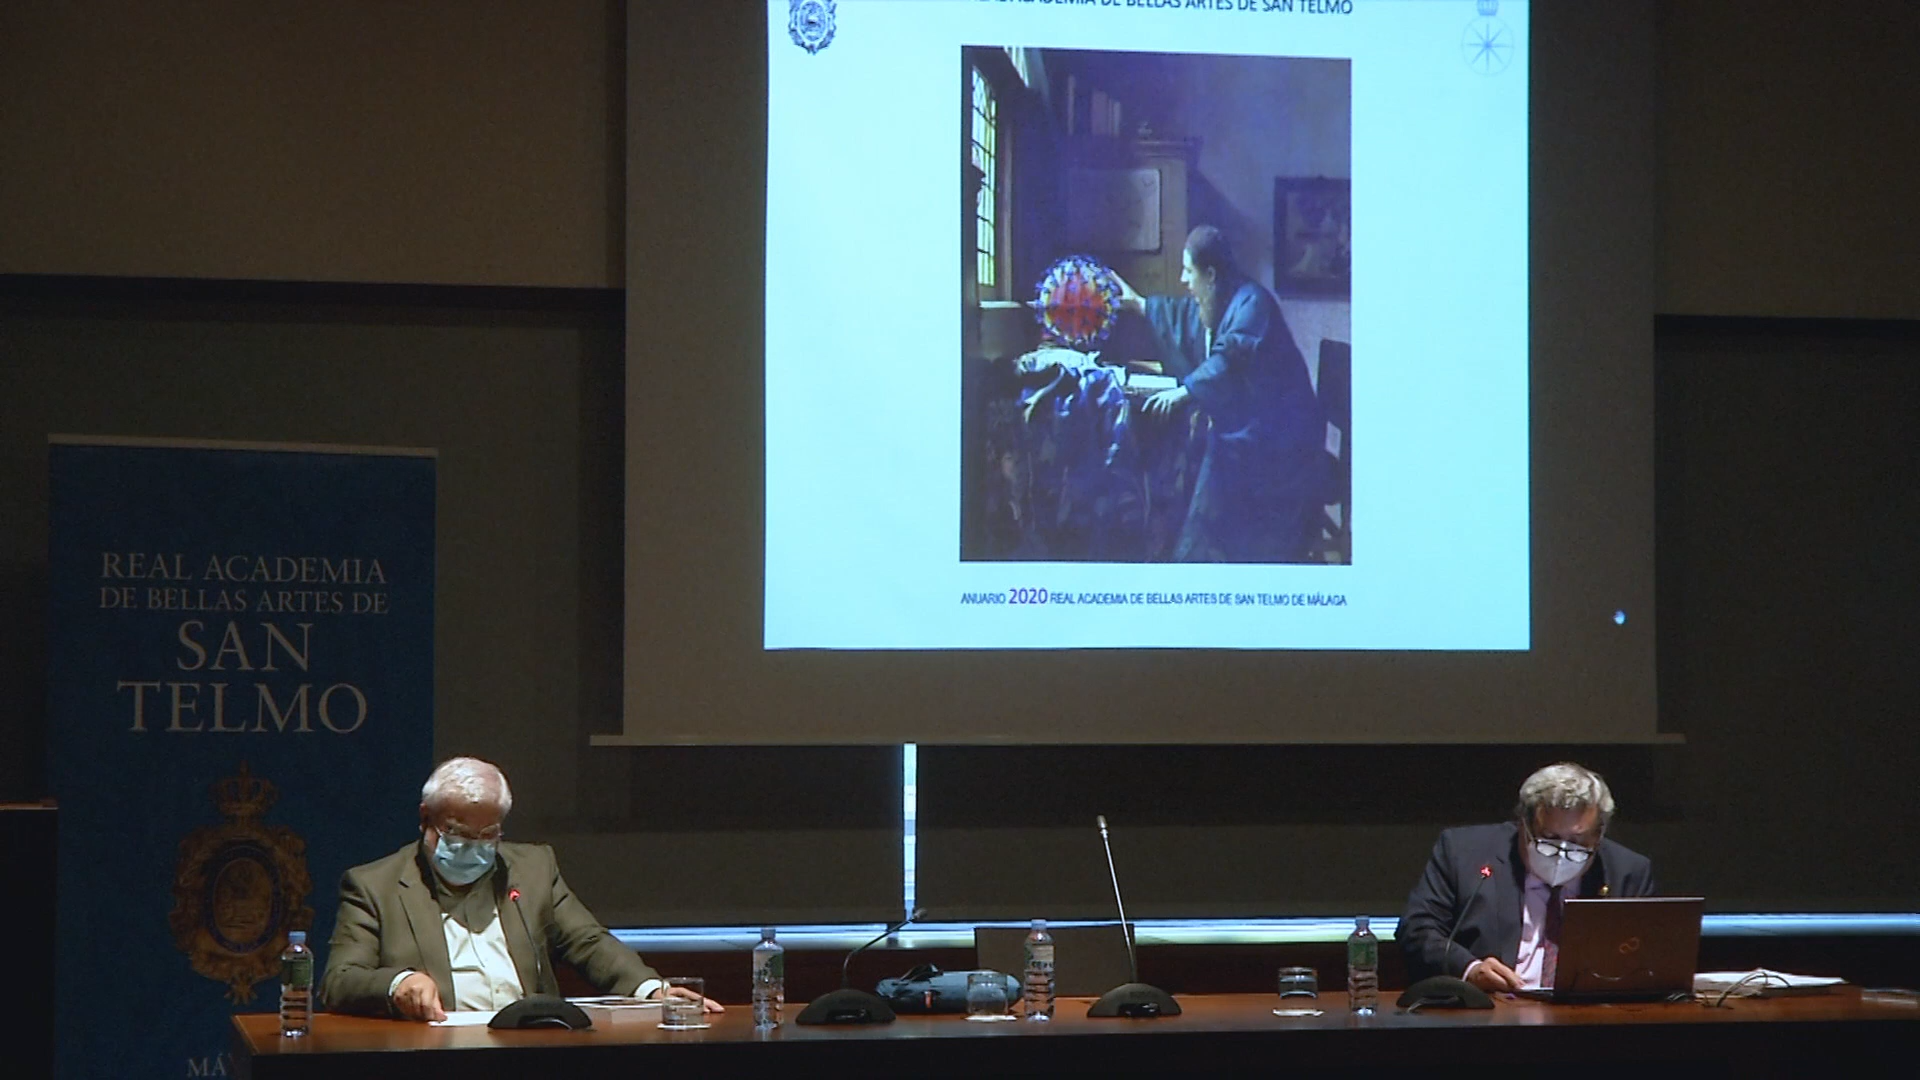 REAL ACADEMIA DE BELLAS ARTES DE SAN TELMO
ANUARIO 2020 REAL ACADEMIA DE BELLAS ARTES DE SAN TELMO DE MÁLAGA
REAL ACADEMIA
DE BELLAS ARTES DE
SAN
TELMO